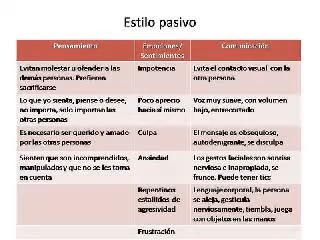 Estilo pasivo
Pensamiento
Emociones/
Sentimientos
Comunicación
Evitan molestar u ofender a las
demás personas. Prefieren
sacrificarse
Impotencia
Evita el contacto visual con la
otra persona
Lo que yo sienta, piense o desee,
no importa, solo importan las
otras personas
Poco aprecio
hacia sí mismo
Voz muy suave, con volumen
bajo, entrecortado
Es necesario ser querido y amado
por las otras personas
Culpa
El mensaje es obsequioso,
autodengrante, se disculpa
Sienten que son incomprendidos,
manipulados y que no se les toma
en cuenta
Ansiedad
Los gestos faciales son sonrisa
nerviosa e inapropiada, se
frunce. Puede tener tics
Repentinos
estallidos de
agresividad
Lenguaje corporal, la persona
se aleja, gesticula
nerviosamente, tiembla, juega
con objetos en las manos
Frustración